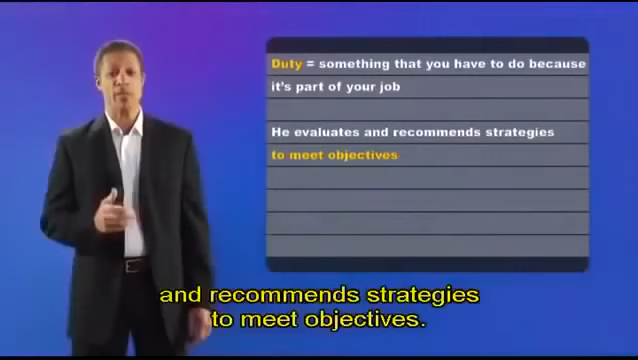 Duty = something that you have to do because
it's part of your job
He evaluates and recommends strategies
to meet objectives
and recommends strategies
to meet objectives.